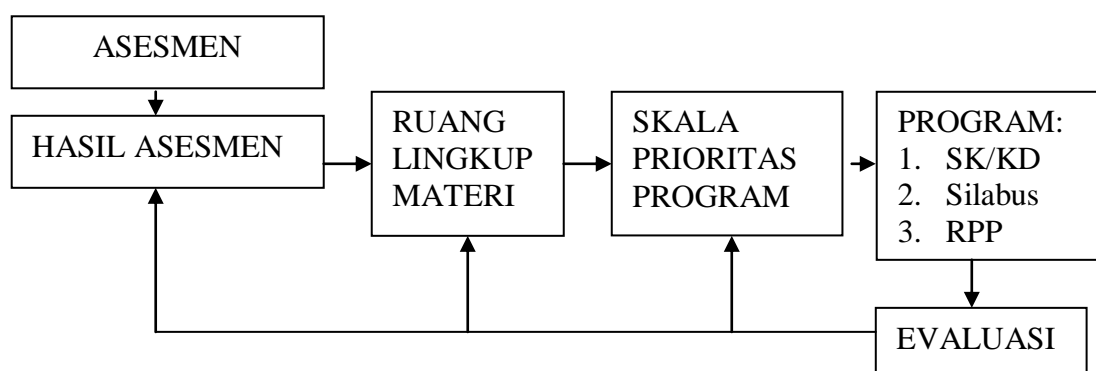 ASESMEN
HASIL ASESMEN
RUANG
LINGKUP
MATERI
SKALA
PRIORITAS
PROGRAM
PROGRAM:
1. SK/KD
2. Silabus
3. RPP
EVALUASI